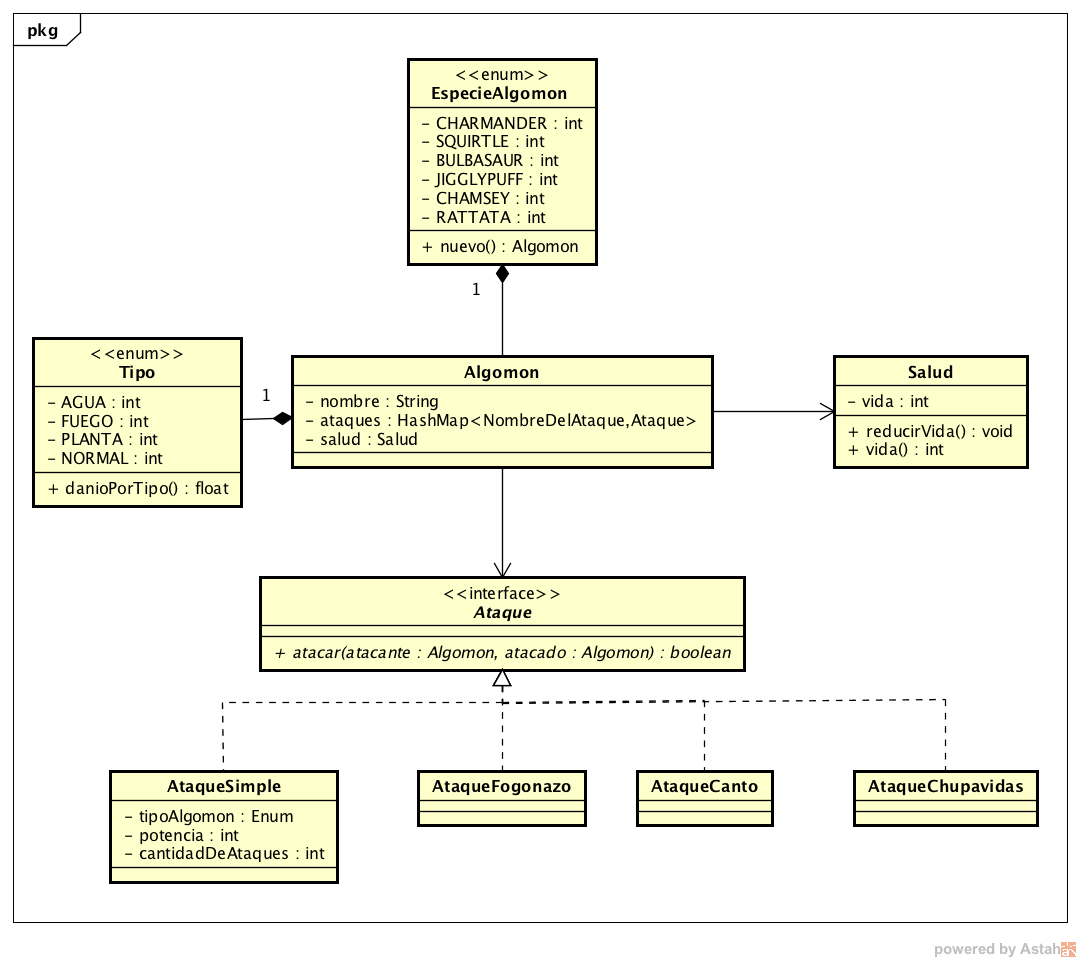 pkg
<<enum>>
EspecieAlgomon
- CHARMANDER : int
- SQUIRTLE : int
- BULBASAUR : int
- JIGGLYPUFF : int
- CHAMSEY : int
- RATTATA : int
+ nuevo() : Algomon
1
<<enum>>
Tipo
- AGUA : int
- FUEGO : int
- PLANTA : int
- NORMAL : int
+ danioPorTipo() : float
1
Algomon
- nombre : String
- ataques : HashMap<NombreDelAtaque,Ataque>
- salud : Salud
Salud
- vida : int
+ reducirVida() : void
+ vida() : int
<<interface>>
Ataque
+ atacar(atacante : Algomon, atacado : Algomon) : boolean
AtaqueSimple
- tipoAlgomon : Enum
- potencia : int
- cantidadDeAtaques : int
AtaqueFogonazo
AtaqueCanto
AtaqueChupavidas
powered by Astah